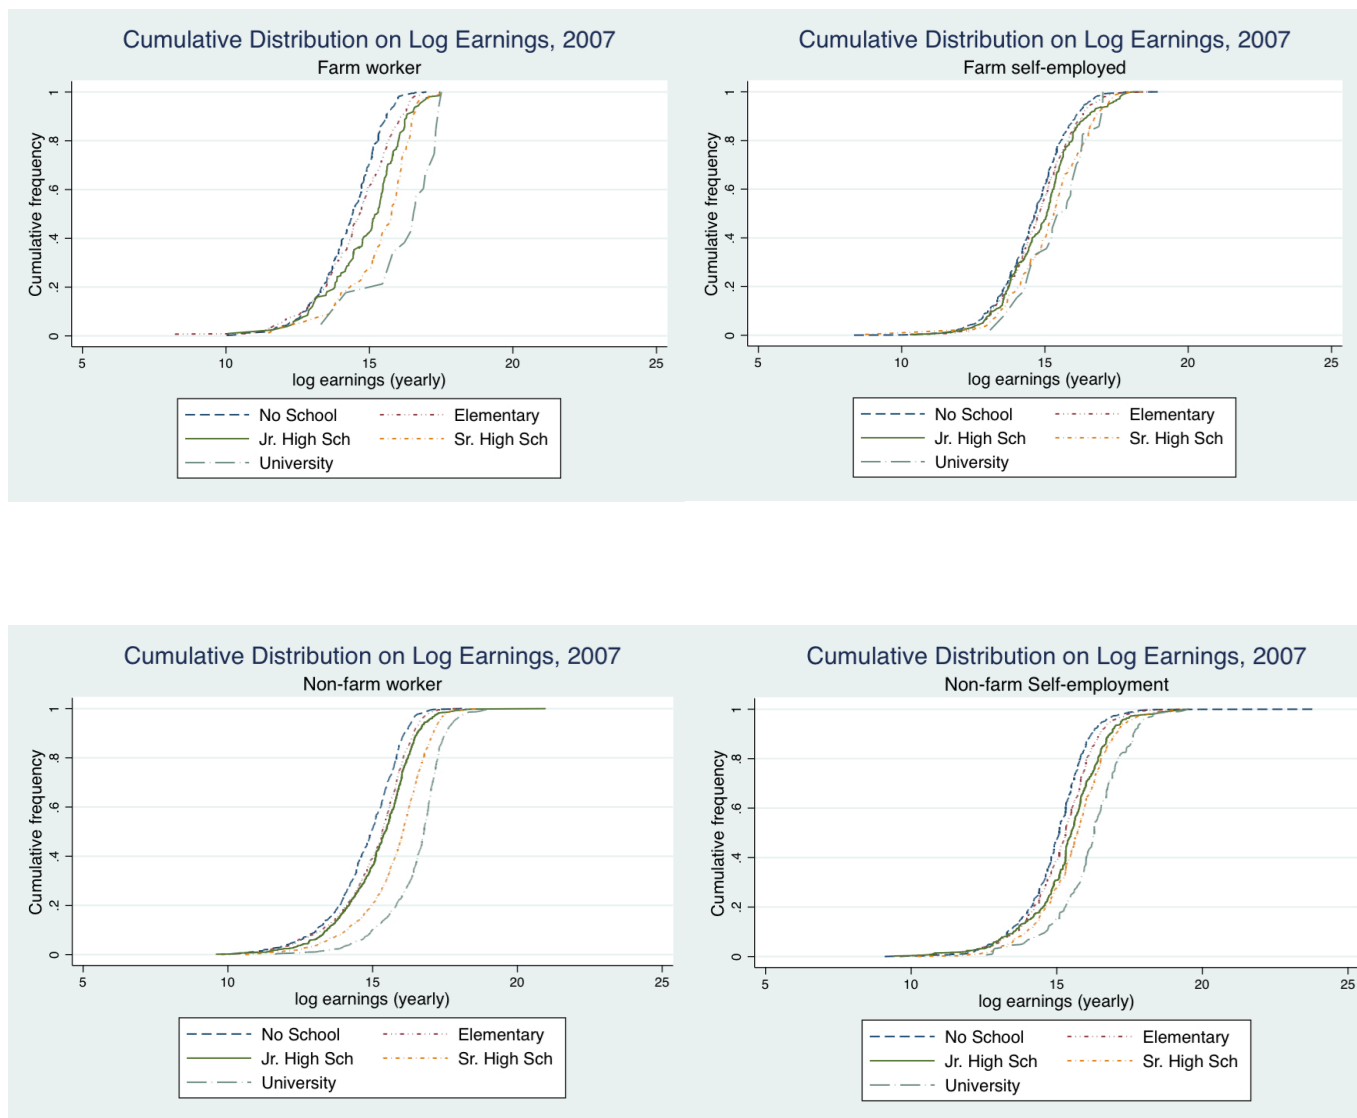 Cumulative Distribution on Log Earnings, 2007
Farm worker
Cumulative frequency
1
.8
.6
.4
.2
0
5 10 15 20 25
log earnings (yearly)
No School Elementary
Jr. High Sch Sr. High Sch
University
Cumulative Distribution on Log Earnings, 2007
Farm self-employed
Cumulative frequency
1
.8
.6
.4
.2
0
5 10 15 20 25
log earnings (yearly)
No School Elementary
Jr. High Sch Sr. High Sch
University
Cumulative Distribution on Log Earnings, 2007
Non-farm worker
Cumulative frequency
1
.8
.6
.4
.2
0
5 10 15 20 25
log earnings (yearly)
No School Elementary
Jr. High Sch Sr. High Sch
University
Cumulative Distribution on Log Earnings, 2007
Non-farm Self-employment
Cumulative frequency
1
.8
.6
.4
.2
0
5 10 15 20 25
log earnings (yearly)
No School Elementary
Jr. High Sch Sr. High Sch
University